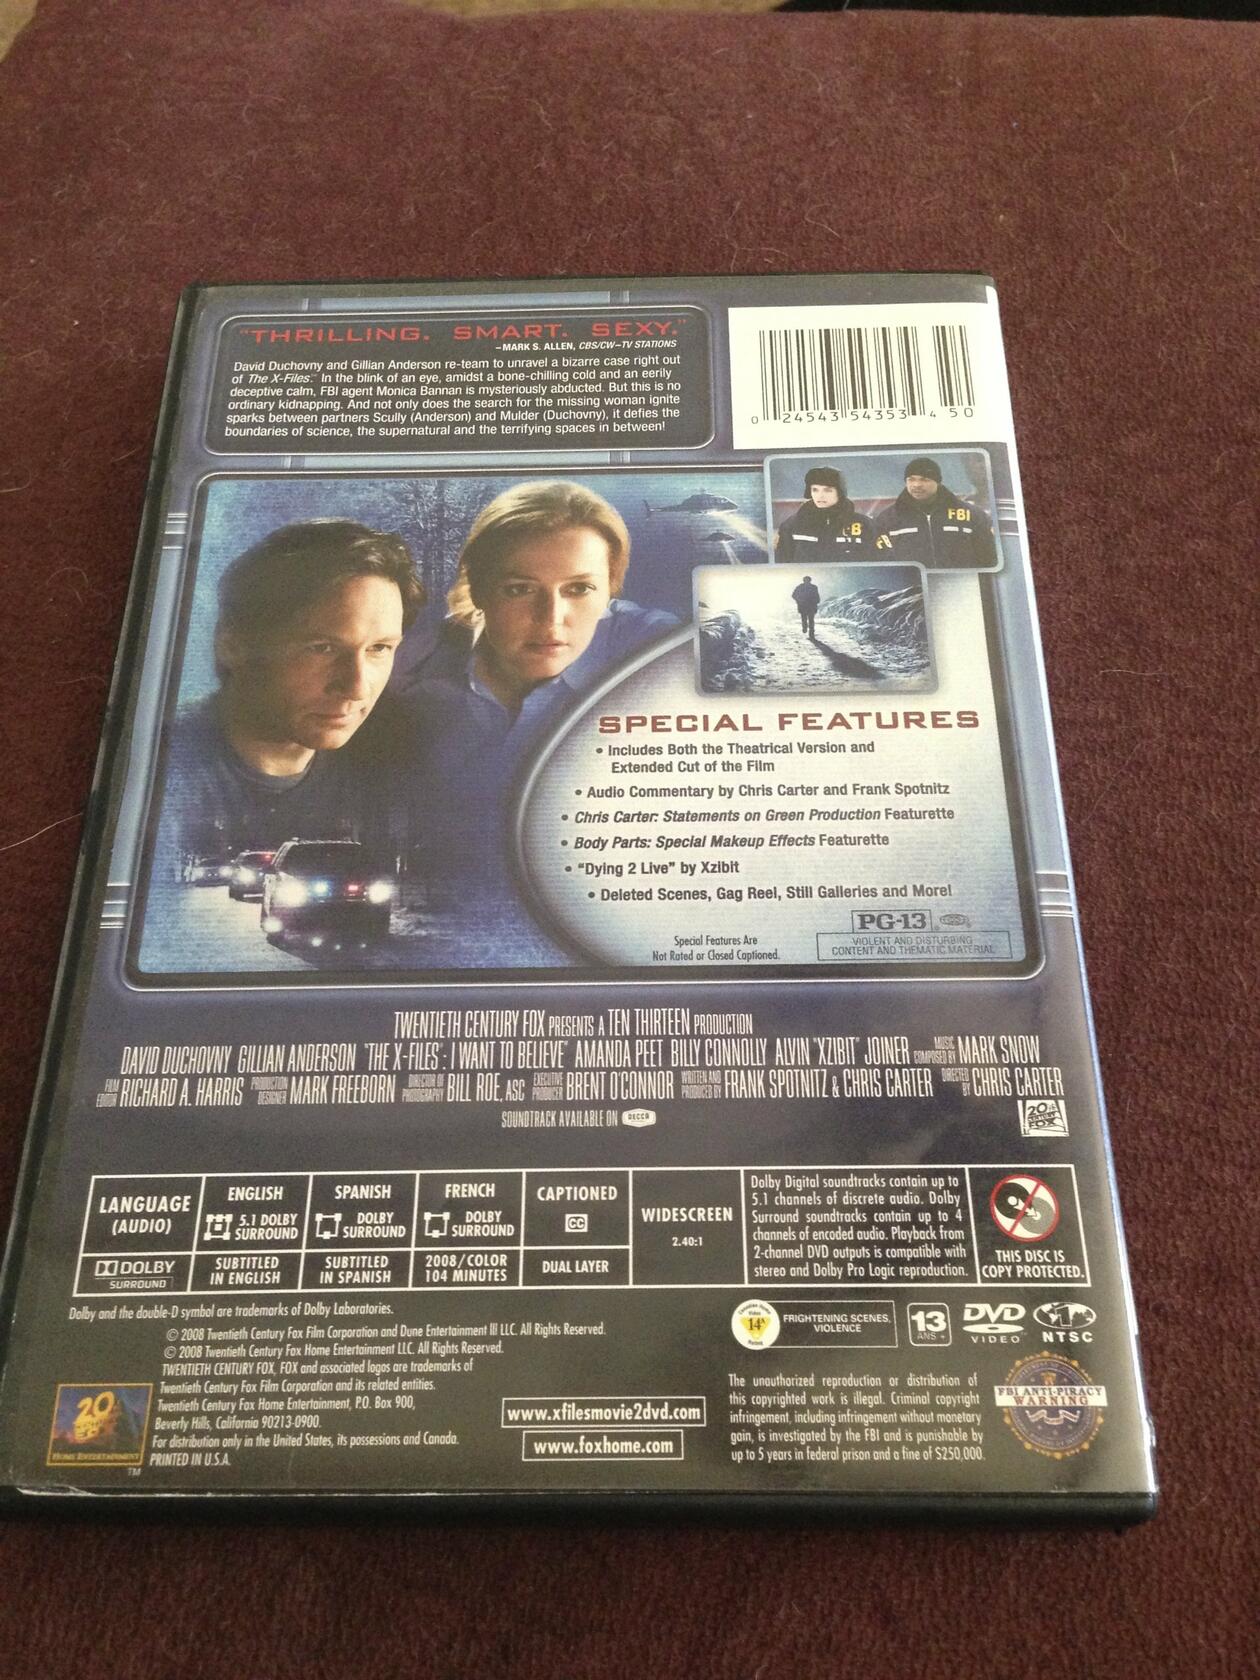 "THRILLING. SMART. SEXY."
–MARK S. ALLEN, CBS/CW–TV STATIONS
David Duchovny and Gillian Anderson re-team to unravel a bizarre case right out
of The X-Files." In the blink of an eye, amidst a bone-chilling cold and an eerily
deceptive calm, FBI agent Monica Bannan is mysteriously abducted. But this is no
ordinary kidnapping. And not only does the search for the missing woman ignite
sparks between partners Scully (Anderson) and Mulder (Duchovny), it defies the
boundaries of science, the supernatural and the terrifying spaces in between!
0 24543 54353 4 50
FBI
SPECIAL FEATURES
• Includes Both the Theatrical Version and
Extended Cut of the Film
• Audio Commentary by Chris Carter and Frank Spotnitz
• Chris Carter: Statements on Green Production Featurette
• Body Parts: Special Makeup Effects Featurette
• "Dying 2 Live" by Xzibit
• Deleted Scenes, Gag Reel, Still Galleries and More!
Special Features Are
Not Rated or Closed Captioned.
PG-13
VIOLENT AND DISTURBING
CONTENT AND THEMATIC MATERIAL
TWENTIETH CENTURY FOX PRESENTS A TEN THIRTEEN PRODUCTION
DAVID DUCHOVNY GILLIAN ANDERSON "THE X-FILES: I WANT TO BELIEVE" AMANDA PEET BILLY CONNOLLY ALVIN "XZIBIT" JOINER MUSIC COMPOSED BY MARK SNOW
FILM EDITOR RICHARD A. HARRIS PRODUCTION DESIGNER MARK FREEBORN DIRECTOR OF PHOTOGRAPHY BILL ROE, ASC EXECUTIVE PRODUCER BRENT O'CONNOR WRITTEN AND PRODUCED BY FRANK SPOTNITZ & CHRIS CARTER DIRECTED BY CHRIS CARTER
SOUNDTRACK AVAILABLE ON DECCA
20th CENTURY FOX
LANGUAGE
(AUDIO)
DOLBY
SURROUND
ENGLISH
5.1 DOLBY
SURROUND
SUBTITLED
IN ENGLISH
SPANISH
DOLBY
SURROUND
SUBTITLED
IN SPANISH
FRENCH
DOLBY
SURROUND
2008/COLOR
104 MINUTES
CAPTIONED
CC
DUAL LAYER
WIDESCREEN
2.40:1
Dolby Digital soundtracks contain up to
5.1 channels of discrete audio. Dolby
Surround soundtracks contain up to 4
channels of encoded audio. Playback from
2-channel DVD outputs is compatible with
stereo and Dolby Pro Logic reproduction.
THIS DISC IS
COPY PROTECTED.
Dolby and the double-D symbol are trademarks of Dolby Laboratories.
© 2008 Twentieth Century Fox Film Corporation and Dune Entertainment III LLC. All Rights Reserved.
© 2008 Twentieth Century Fox Home Entertainment LLC. All Rights Reserved.
TWENTIETH CENTURY FOX, FOX and associated logos are trademarks of
Twentieth Century Fox Film Corporation and its related entities.
Twentieth Century Fox Home Entertainment, P.O. Box 900,
Beverly Hills, California 90213-0900.
For distribution only in the United States, its possessions and Canada.
PRINTED IN U.S.A.
20th CENTURY FOX
HOME ENTERTAINMENT
TM
www.xfilesmovie2dvd.com
www.foxhome.com
Canadian Home Video Rating
14A
FRIGHTENING SCENES,
VIOLENCE
13
ANS +
DVD
VIDEO
NTSC
The unauthorized reproduction or distribution of
this copyrighted work is illegal. Criminal copyright
infringement, including infringement without monetary
gain, is investigated by the FBI and is punishable by
up to 5 years in federal prison and a fine of $250,000.
FBI ANTI-PIRACY
WARNING